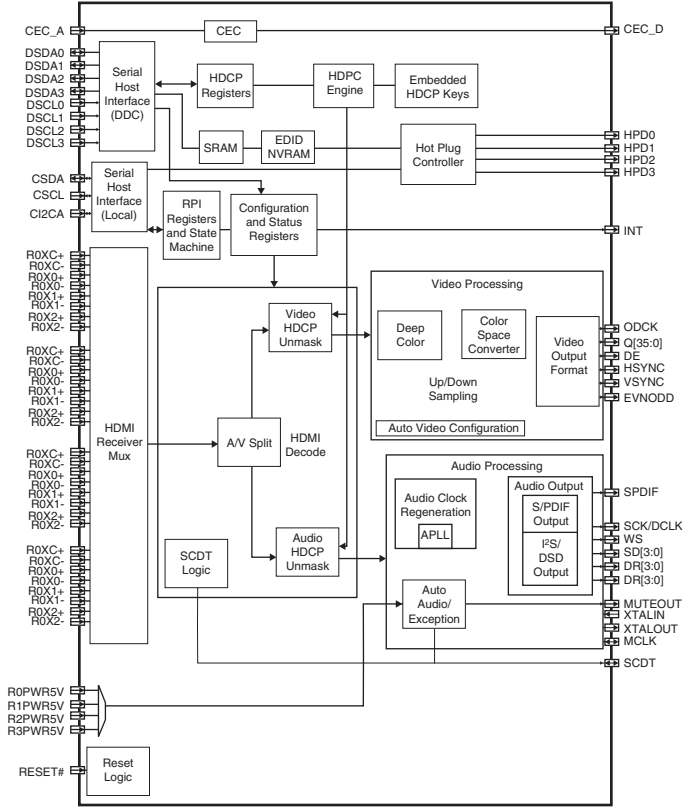 CEC_A
CEC
CEC_D
DSDA0
DSDA1
DSDA2
DSDA3
DSCL0
DSCL1
DSCL2
DSCL3
Serial
Host
Interface
(DDC)
HDCP
Registers
HDPC
Engine
Embedded
HDCP Keys
SRAM
EDID
NVRAM
Hot Plug
Controller
HPD0
HPD1
HPD2
HPD3
CSDA
CSCL
CI2CA
Serial
Host
Interface
(Local)
RPI
Registers
and State
Machine
Configuration
and Status
Registers
INT
R0XC+
R0XC-
R0X0+
R0X0-
R0X1+
R0X1-
R0X2+
R0X2-
R0XC+
R0XC-
R0X0+
R0X0-
R0X1+
R0X1-
R0X2+
R0X2-
R0XC+
R0XC-
R0X0+
R0X0-
R0X1+
R0X1-
R0X2+
R0X2-
R0XC+
R0XC-
R0X0+
R0X0-
R0X1+
R0X1-
R0X2+
R0X2-
HDMI
Receiver
Mux
Video
HDCP
Unmask
A/V Split
HDMI
Decode
Audio
HDCP
Unmask
SCDT
Logic
Video Processing
Deep
Color
Color
Space
Converter
Up/Down
Sampling
Video
Output
Format
Auto Video Configuration
ODCK
Q[35:0]
DE
HSYNC
VSYNC
EVNODD
Audio Processing
Audio Clock
Regeneration
APLL
Audio Output
S/PDIF
Output
I²S/
DSD
Output
Auto
Audio/
Exception
SPDIF
SCK/DCLK
WS
SD[3:0]
DR[3:0]
DR[3:0]
MUTEOUT
XTALIN
XTALOUT
MCLK
SCDT
R0PWR5V
R1PWR5V
R2PWR5V
R3PWR5V
RESET#
Reset
Logic